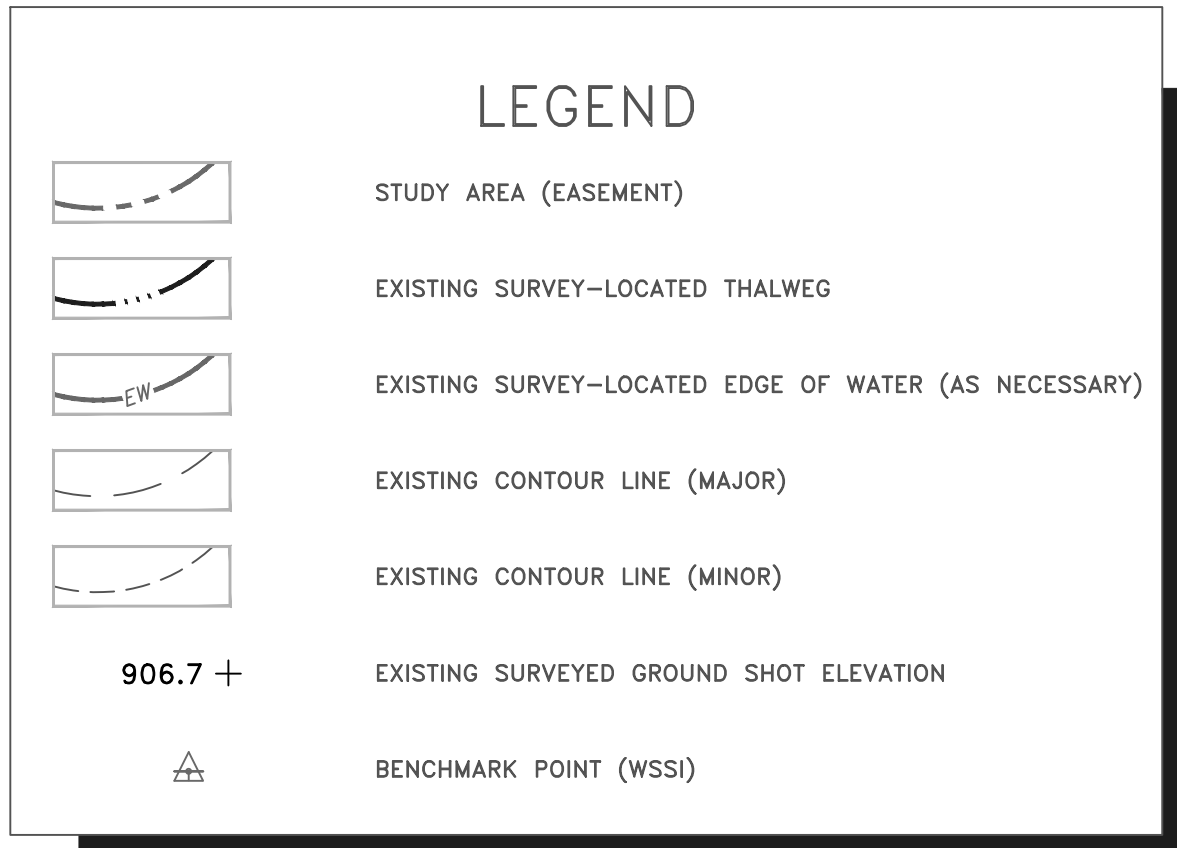 LEGEND
STUDY AREA (EASEMENT)
EXISTING SURVEY–LOCATED THALWEG
EW EXISTING SURVEY–LOCATED EDGE OF WATER (AS NECESSARY)
EXISTING CONTOUR LINE (MAJOR)
EXISTING CONTOUR LINE (MINOR)
906.7 + EXISTING SURVEYED GROUND SHOT ELEVATION
BENCHMARK POINT (WSSI)